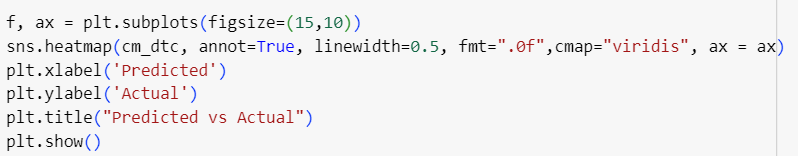 f, ax = plt.subplots(figsize=(15,10))
sns.heatmap(cm_dtc, annot=True, linewidth=0.5, fmt=".0f",cmap="viridis", ax = ax)
plt.xlabel('Predicted')
plt.ylabel('Actual')
plt.title("Predicted vs Actual")
plt.show()